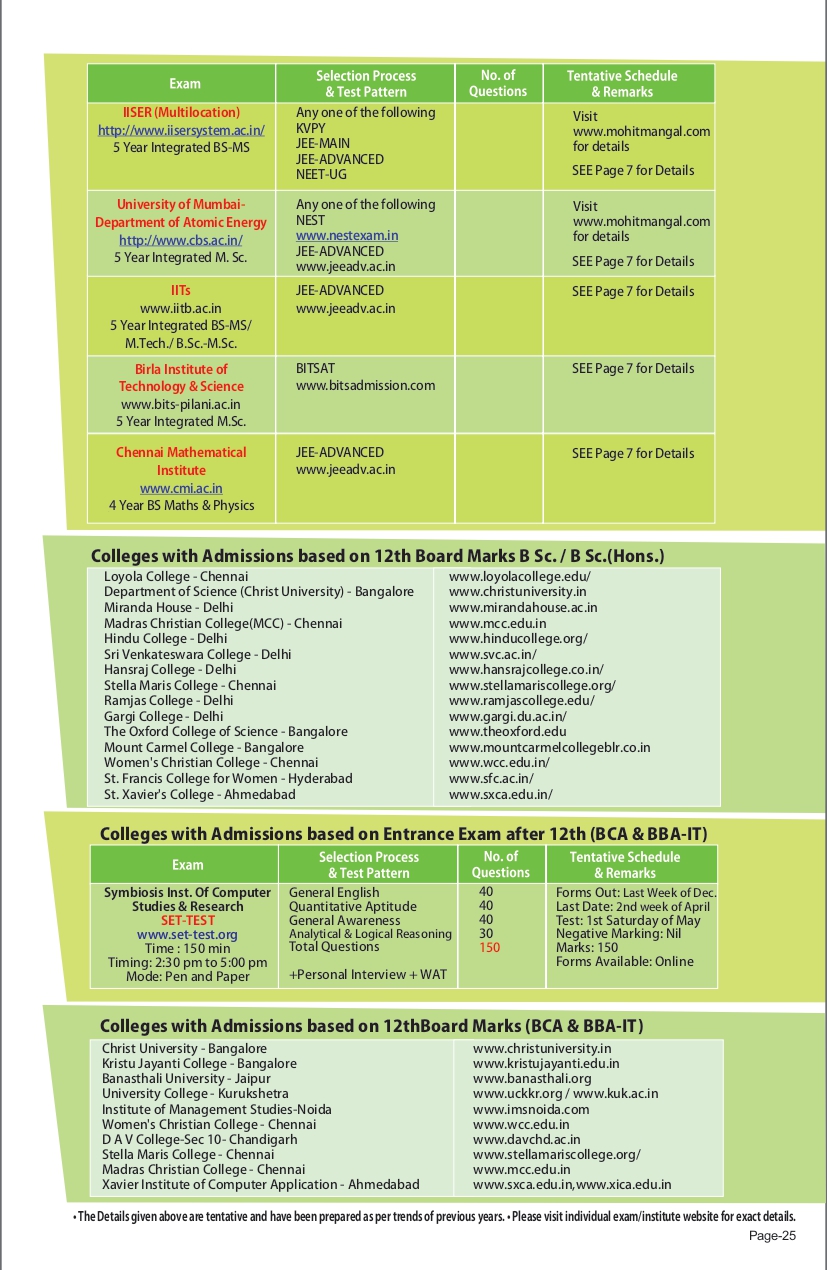 Exam
Selection Process
& Test Pattern
No. of
Questions
Tentative Schedule
& Remarks
IISER (Multilocation)
http://www.iisersystem.ac.in/
5 Year Integrated BS-MS
Any one of the following
KVPY
JEE-MAIN
JEE-ADVANCED
NEET-UG
Visit
www.mohitmangal.com
for details
SEE Page 7 for Details
University of Mumbai-
Department of Atomic Energy
http://www.cbs.ac.in/
5 Year Integrated M. Sc.
Any one of the following
NEST
www.nestexam.in
JEE-ADVANCED
www.jeeadv.ac.in
Visit
www.mohitmangal.com
for details
SEE Page 7 for Details
IITs
www.iitb.ac.in
5 Year Integrated BS-MS/
M.Tech./ B.Sc.-M.Sc.
JEE-ADVANCED
www.jeeadv.ac.in
SEE Page 7 for Details
Birla Institute of
Technology & Science
www.bits-pilani.ac.in
5 Year Integrated M.Sc.
BITSAT
www.bitsadmission.com
SEE Page 7 for Details
Chennai Mathematical
Institute
www.cmi.ac.in
4 Year BS Maths & Physics
JEE-ADVANCED
www.jeeadv.ac.in
SEE Page 7 for Details
Colleges with Admissions based on 12th Board Marks B Sc. / B Sc.(Hons.)
Loyola College - Chennai www.loyolacollege.edu/
Department of Science (Christ University) - Bangalore www.christuniversity.in
Miranda House - Delhi www.mirandahouse.ac.in
Madras Christian College(MCC) - Chennai www.mcc.edu.in
Hindu College - Delhi www.hinducollege.org/
Sri Venkateswara College - Delhi www.svc.ac.in/
Hansraj College - Delhi www.hansrajcollege.co.in/
Stella Maris College - Chennai www.stellamariscollege.org/
Ramjas College - Delhi www.ramjascollege.edu/
Gargi College - Delhi www.gargi.du.ac.in/
The Oxford College of Science - Bangalore www.theoxford.edu
Mount Carmel College - Bangalore www.mountcarmelcollegeblr.co.in
Women's Christian College - Chennai www.wcc.edu.in/
St. Francis College for Women - Hyderabad www.sfc.ac.in/
St. Xavier's College - Ahmedabad www.sxca.edu.in/
Colleges with Admissions based on Entrance Exam after 12th (BCA & BBA-IT)
Exam
Selection Process
& Test Pattern
No. of
Questions
Tentative Schedule
& Remarks
Symbiosis Inst. Of Computer
Studies & Research
SET-TEST
www.set-test.org
Time : 150 min
Timing: 2:30 pm to 5:00 pm
Mode: Pen and Paper
General English 40
Quantitative Aptitude 40
General Awareness 40
Analytical & Logical Reasoning 30
Total Questions 150
+Personal Interview + WAT
Forms Out: Last Week of Dec.
Last Date: 2nd week of April
Test: 1st Saturday of May
Negative Marking: Nil
Marks: 150
Forms Available: Online
Colleges with Admissions based on 12thBoard Marks (BCA & BBA-IT)
Christ University - Bangalore www.christuniversity.in
Kristu Jayanti College - Bangalore www.kristujayanti.edu.in
Banasthali University - Jaipur www.banasthali.org
University College - Kurukshetra www.uckkr.org / www.kuk.ac.in
Institute of Management Studies-Noida www.imsnoida.com
Women's Christian College - Chennai www.wcc.edu.in
D A V College-Sec 10- Chandigarh www.davchd.ac.in
Stella Maris College - Chennai www.stellamariscollege.org/
Madras Christian College - Chennai www.mcc.edu.in
Xavier Institute of Computer Application - Ahmedabad www.sxca.edu.in,www.xica.edu.in
• The Details given above are tentative and have been prepared as per trends of previous years. • Please visit individual exam/institute website for exact details.
Page-25